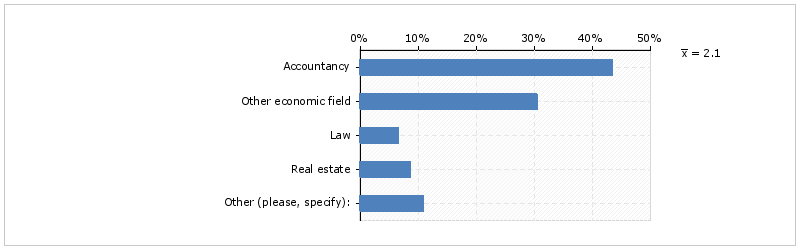 0% 10% 20% 30% 40% 50%
x̅ = 2.1
Accountancy
Other economic field
Law
Real estate
Other (please, specify):